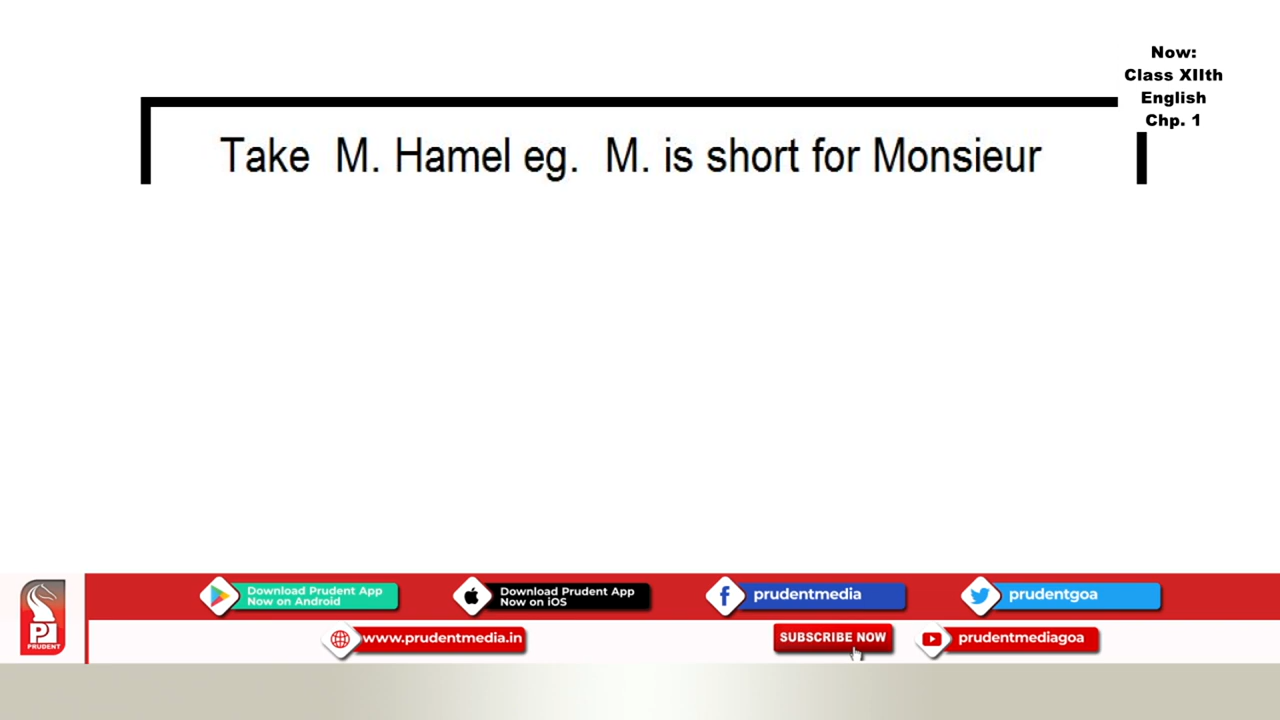 Now:
Class XIIth
English
Chp. 1
Take M. Hamel eg. M. is short for Monsieur
Download Prudent App
Now on Android
Download Prudent App
Now on iOS
prudentmedia
prudentgoa
PRUDENT
www.prudentmedia.in
SUBSCRIBE NOW
prudentmediagoa